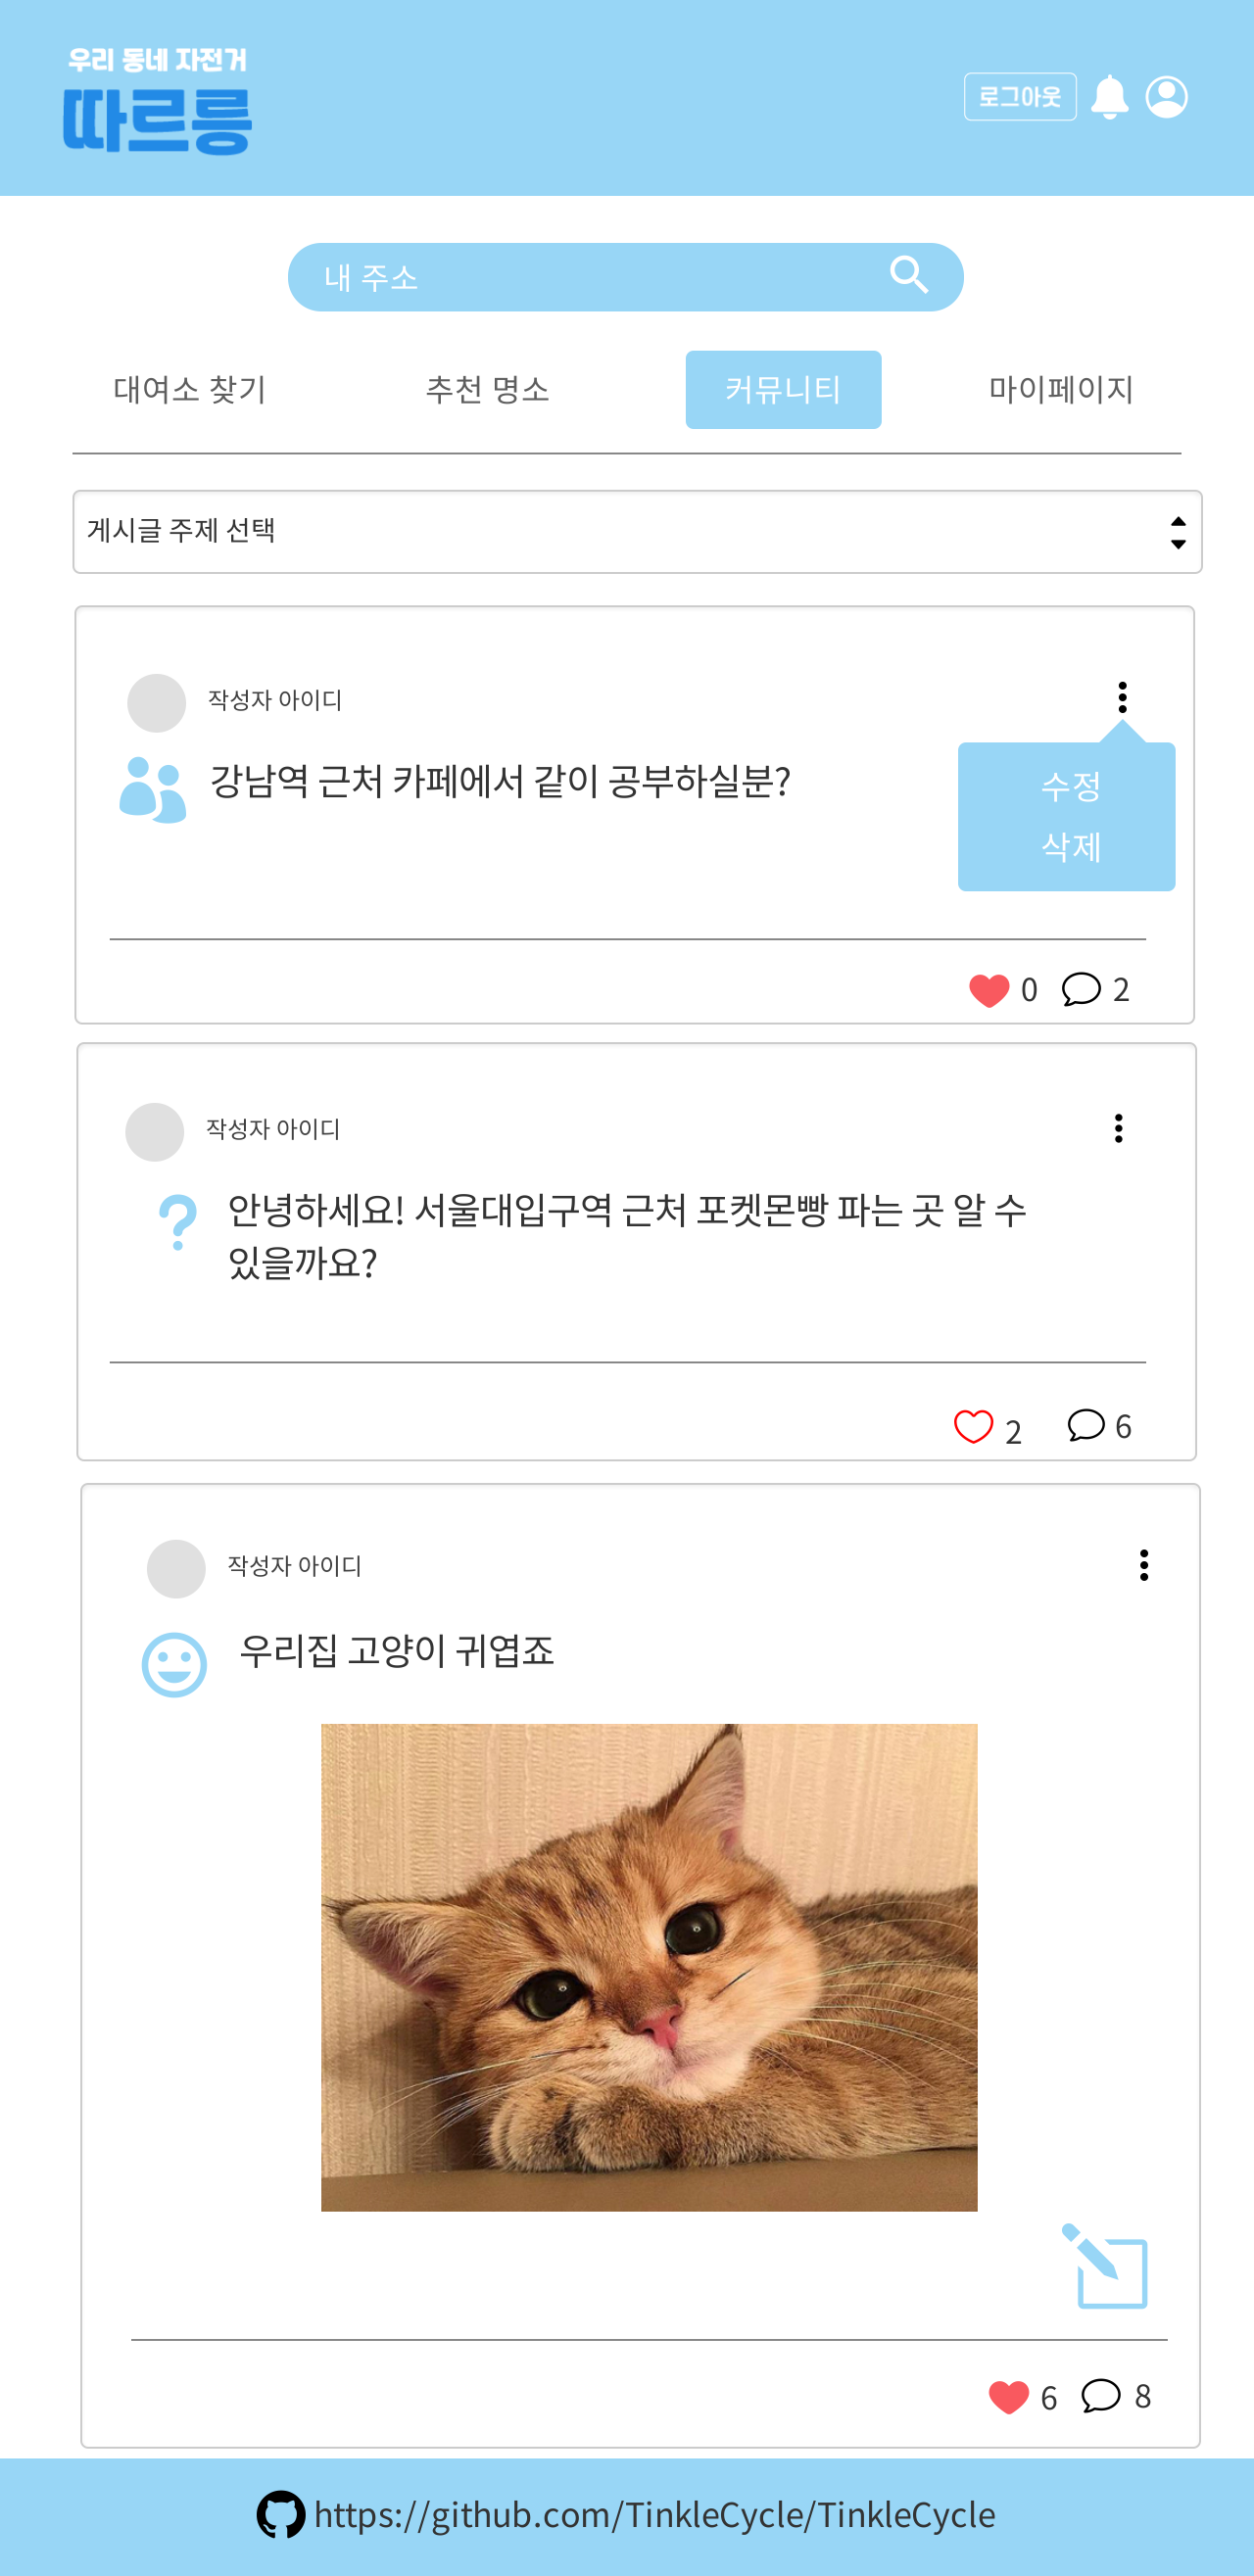 우리 동네 자전거
따르릉
로그아웃
내 주소
대여소 찾기
추천 명소
커뮤니티
마이페이지
게시글 주제 선택
작성자 아이디
강남역 근처 카페에서 같이 공부하실분?
수정
삭제
0
2
작성자 아이디
안녕하세요! 서울대입구역 근처 포켓몬빵 파는 곳 알 수
있을까요?
2
6
작성자 아이디
우리집 고양이 귀엽죠
6
8
https://github.com/TinkleCycle/TinkleCycle